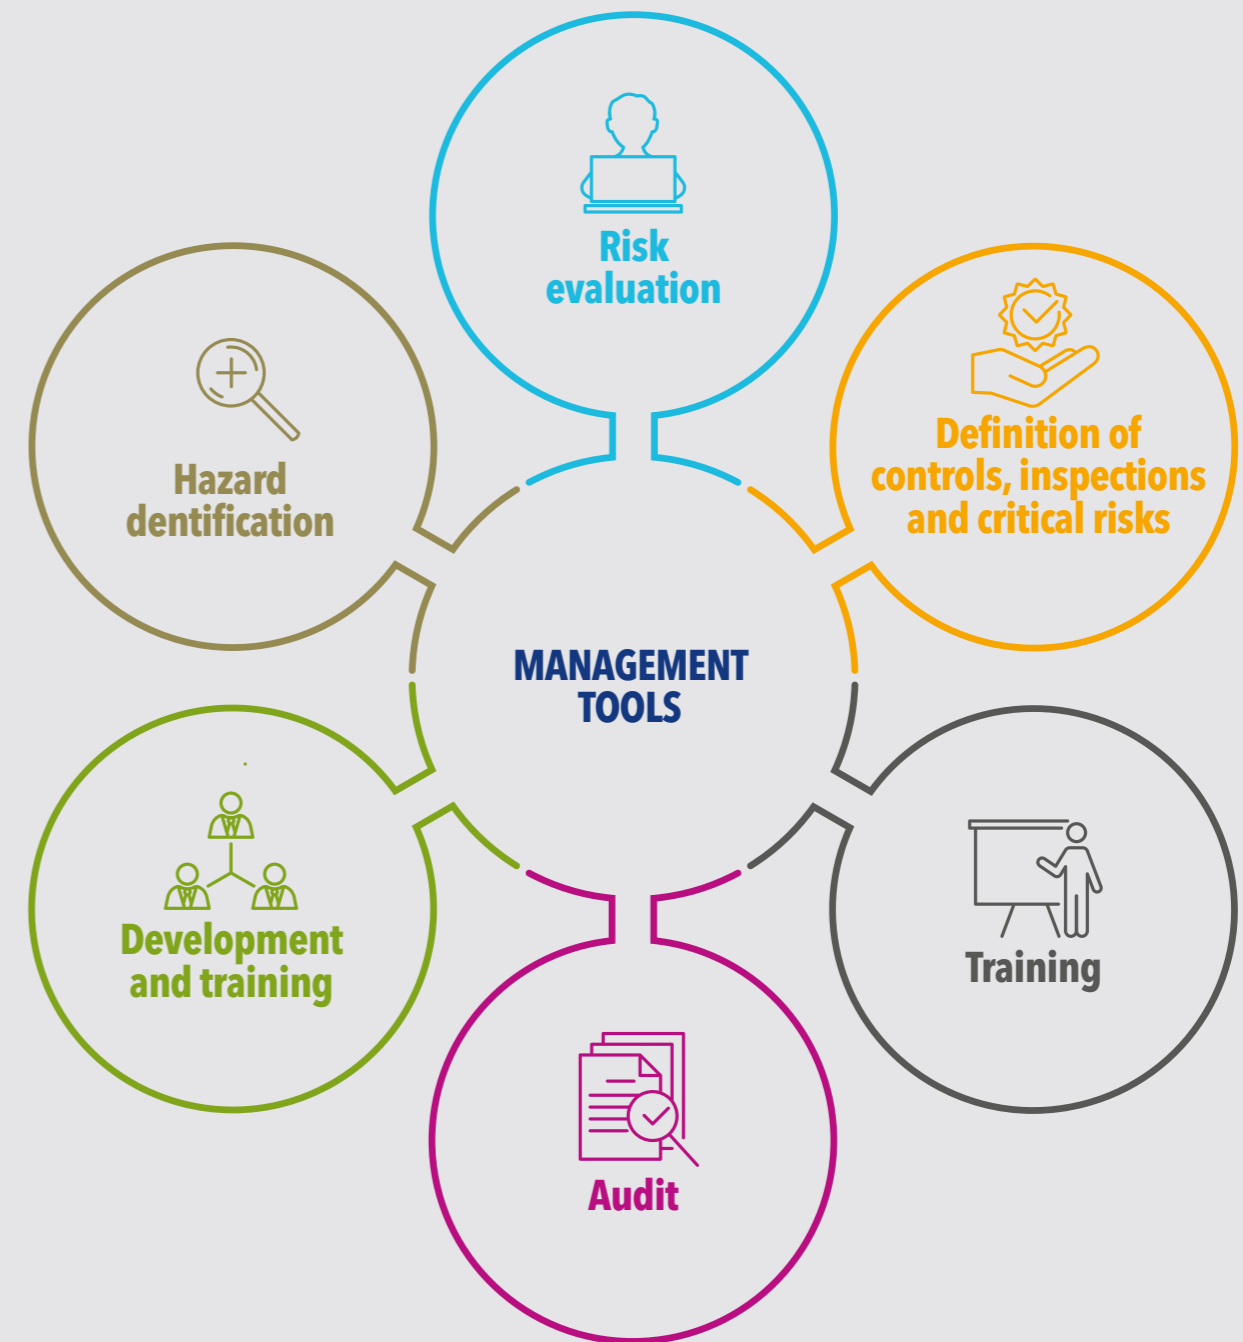 Risk
evaluation
Definition of
controls, inspections
and critical risks
Hazard
dentification
MANAGEMENT
TOOLS
Development
and training
Training
Audit